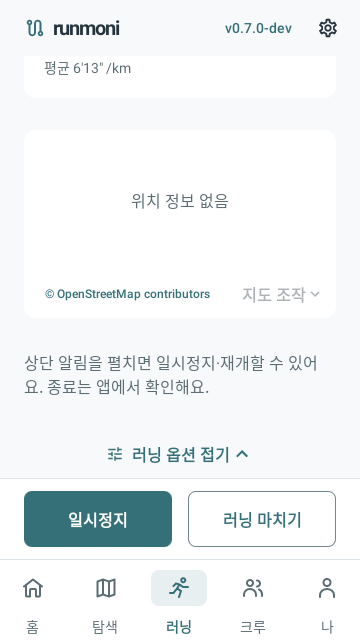 runmoni
v0.7.0-dev
평균 6'13" /km
위치 정보 없음
© OpenStreetMap contributors
지도 조작
상단 알림을 펼치면 일시정지·재개할 수 있어
요. 종료는 앱에서 확인해요.
러닝 옵션 접기
일시정지
러닝 마치기
홈
탐색
러닝
크루
나